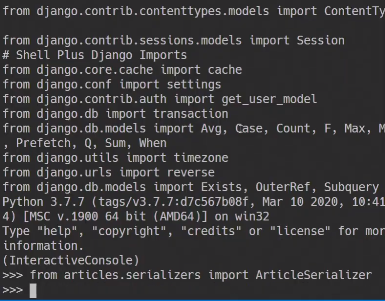 from django.contrib.contenttypes.models import ContentTy
from django.contrib.sessions.models import Session
# Shell Plus Django Imports
from django.core.cache import cache
from django.conf import settings
from django.contrib.auth import get_user_model
from django.db import transaction
from django.db.models import Avg, Case, Count, F, Max, M
, Prefetch, Q, Sum, When
from django.utils import timezone
from django.urls import reverse
from django.db.models import Exists, OuterRef, Subquery
Python 3.7.7 (tags/v3.7.7:d7c567b08f, Mar 10 2020, 10:41
4) [MSC v.1900 64 bit (AMD64)] on win32
Type "help", "copyright", "credits" or "license" for mor
information.
(InteractiveConsole)
>>> from articles.serializers import ArticleSerializer
>>>